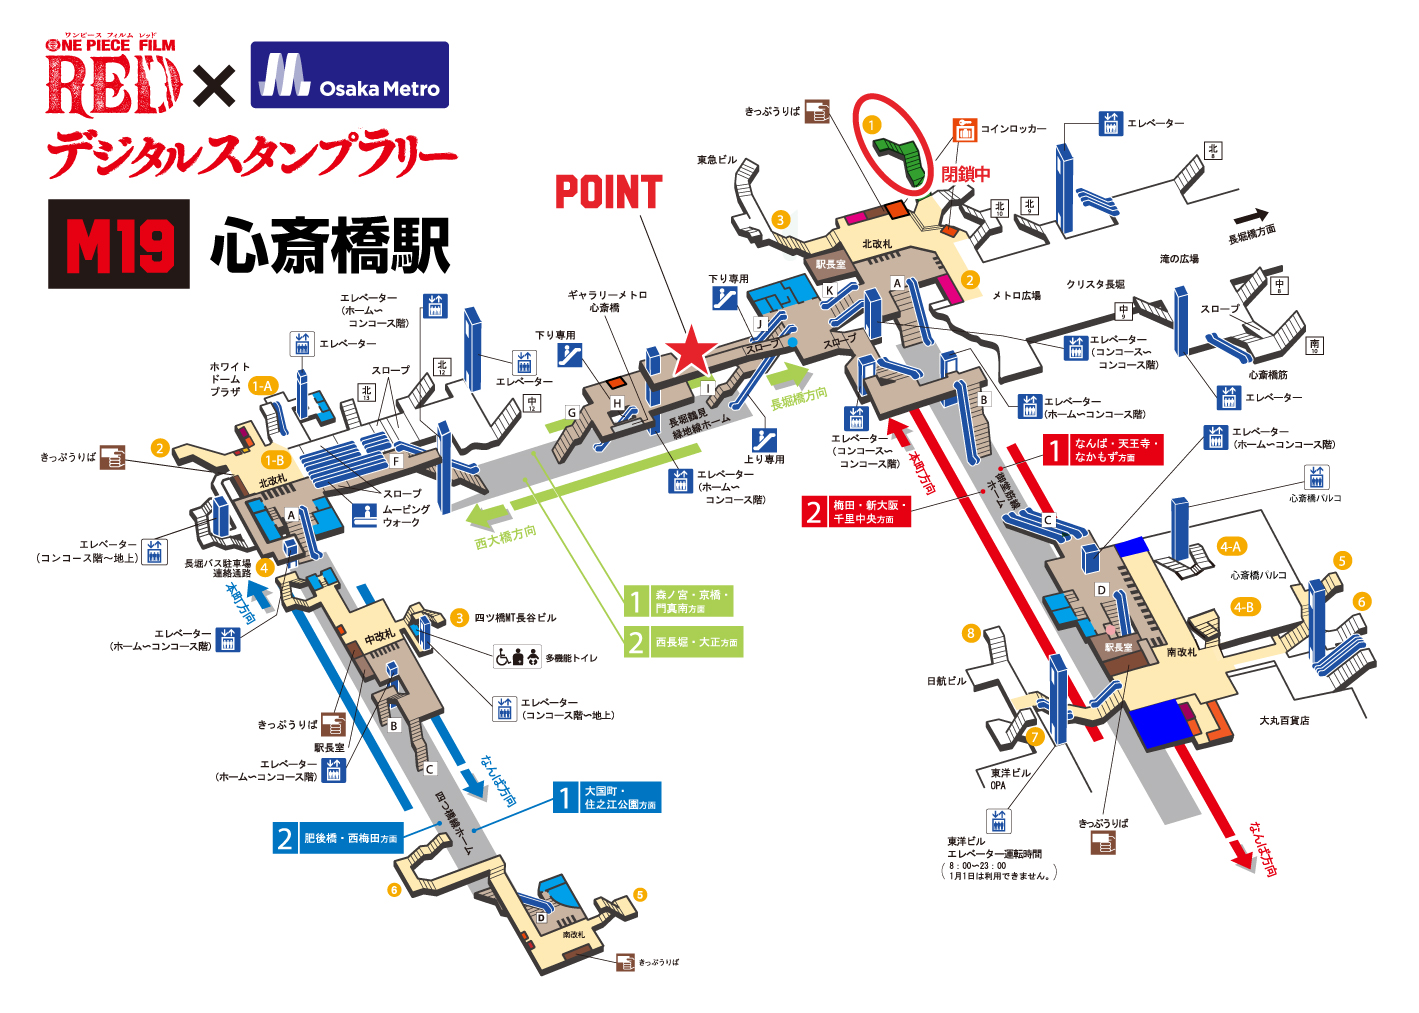 ワンピース フィルム レッド
ONE PIECE FILM
RED
×
Osaka Metro
デジタルスタンプラリー
M19
心斎橋駅
POINT
きっぷうりば
1
コインロッカー
閉鎖中
エレベーター
北
8
東急ビル
3
北
10
北
9
長堀橋方面
北改札
駅長室
2
メトロ広場
滝の広場
クリスタ長堀
中
9
スロープ
中
8
南
10
心斎橋筋
エレベーター
エレベーター
(コンコース〜
コンコース階)
エレベーター
(ホーム〜コンコース階)
エレベーター
(ホーム〜コンコース階)
下り専用
K
A
J
スロープ
スロープ
B
ギャラリーメトロ
心斎橋
下り専用
G
H
I
長堀鶴見
緑地線ホーム
長堀橋方向
上り専用
エレベーター
(ホーム〜
コンコース階)
エレベーター
(コンコース〜
コンコース階)
西大橋方向
エレベーター
(ホーム〜
コンコース階)
エレベーター
エレベーター
ホワイト
ドーム
プラザ
1-A
スロープ
北
13
北
12
中
12
2
きっぷうりば
1-B
北改札
F
スロープ
ムービング
ウォーク
A
エレベーター
(コンコース階〜地上)
長堀バス駐車場
連絡通路
4
本町方向
エレベーター
(ホーム〜コンコース階)
中改札
3
四ツ橋MT長谷ビル
多機能トイレ
エレベーター
(コンコース階〜地上)
きっぷうりば
駅長室
エレベーター
(ホーム〜コンコース階)
B
C
なんば方向
四つ橋線ホーム
1 大国町・
住之江公園方面
2 肥後橋・西梅田方面
6
5
D
南改札
きっぷうりば
1 森ノ宮・京橋・
門真南方面
2 西長堀・大正方面
本町方向
1 なんば・天王寺・
なかもず方面
2 梅田・新大阪・
千里中央方面
御堂筋線
ホーム
C
D
心斎橋パルコ
4-A
心斎橋パルコ
4-B
5
6
駅長室
南改札
大丸百貨店
8
日航ビル
7
東洋ビル
OPA
東洋ビル
エレベーター運転時間
( 8:00〜23:00
1月1日は利用できません。)
きっぷうりば
なんば方向